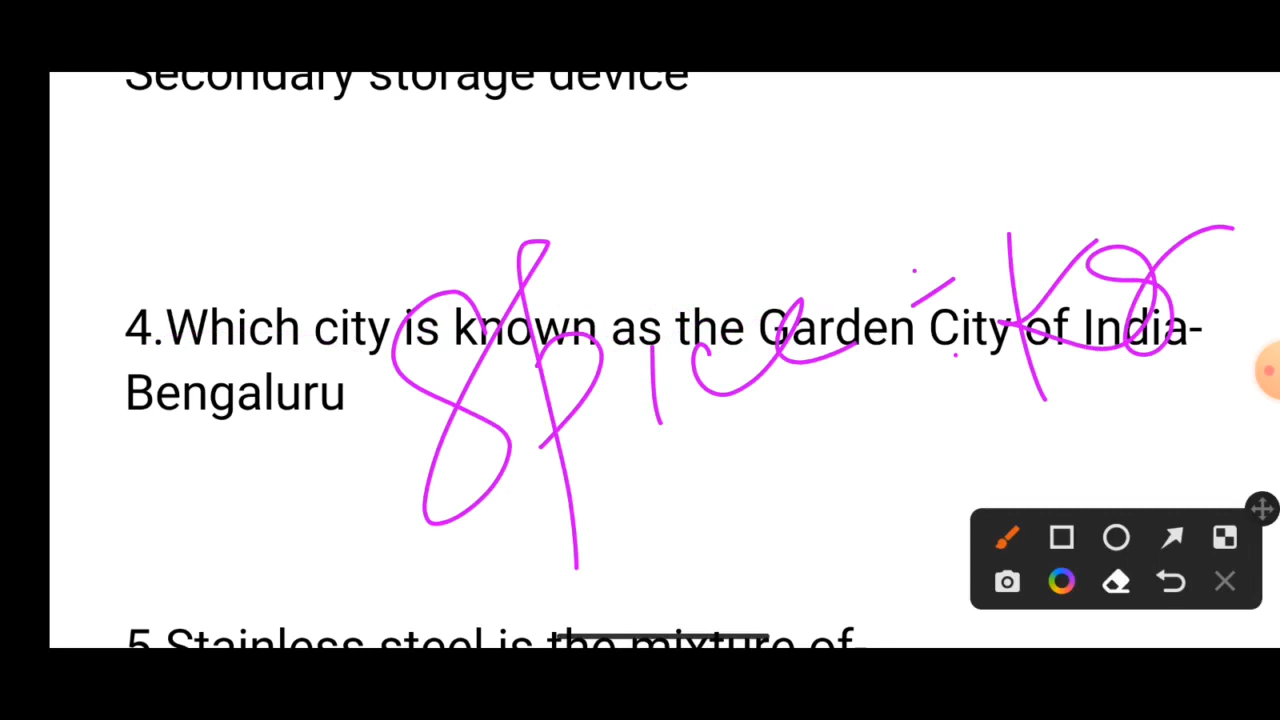 Secondary storage device
4.Which city is known as the Garden City of India-
Bengaluru
Spice
5.Stainless steel is the mixture of-